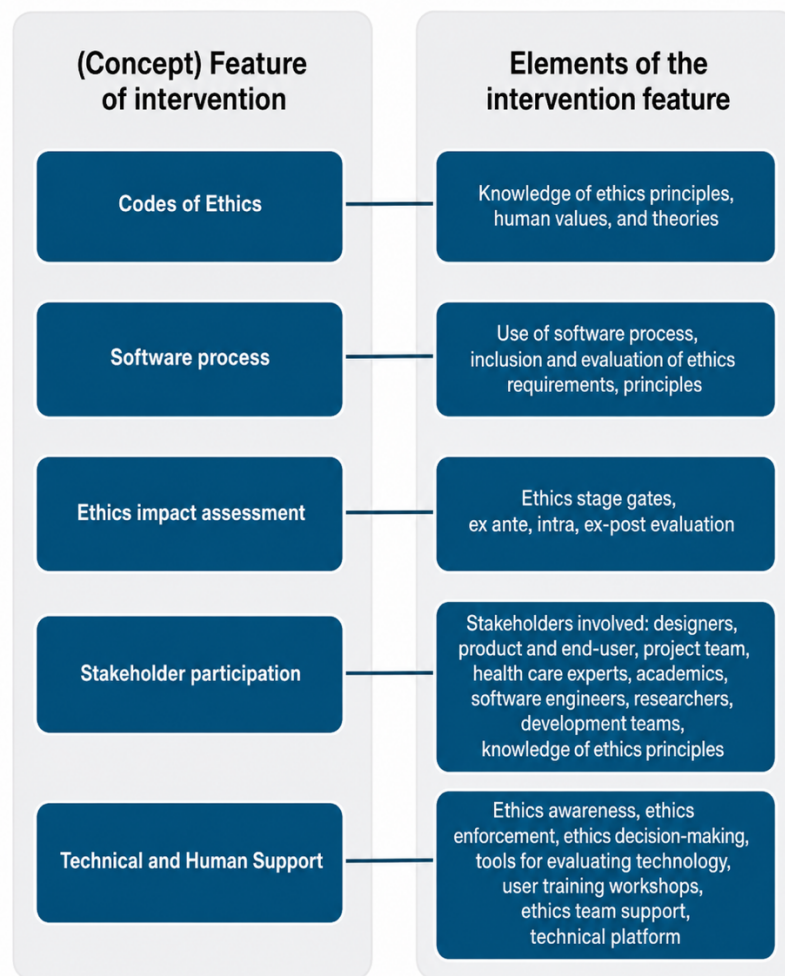 (Concept) Feature
of intervention
Elements of the
intervention feature
Codes of Ethics
Knowledge of ethics principles,
human values, and theories
Software process
Use of software process,
inclusion and evaluation of ethics
requirements, principles
Ethics impact assessment
Ethics stage gates,
ex ante, intra, ex-post evaluation
Stakeholder participation
Stakeholders involved: designers,
product and end-user, project team,
health care experts, academics,
software engineers, researchers,
development teams,
knowledge of ethics principles
Technical and Human Support
Ethics awareness, ethics
enforcement, ethics decision-making,
tools for evaluating technology,
user training workshops,
ethics team support,
technical platform